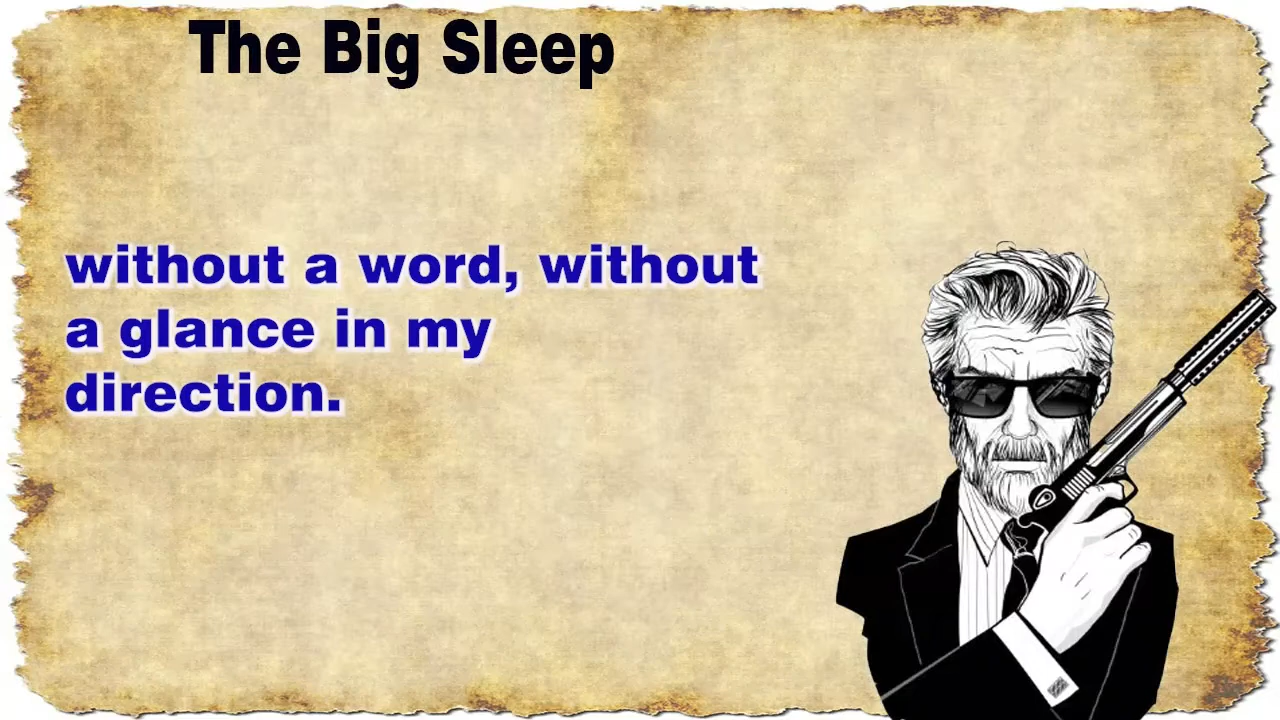 The Big Sleep
without a word, without
a glance in my
direction.